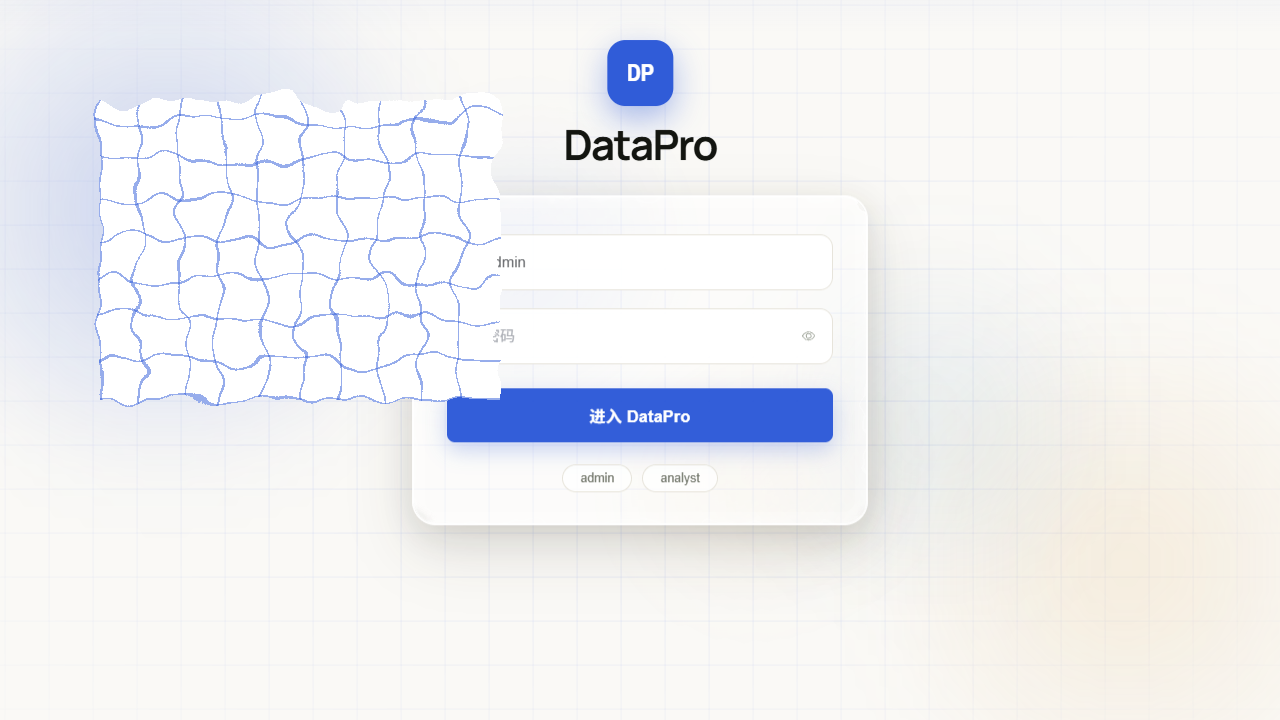 DP
DataPro
dmin
码
进入 DataPro
admin
analyst